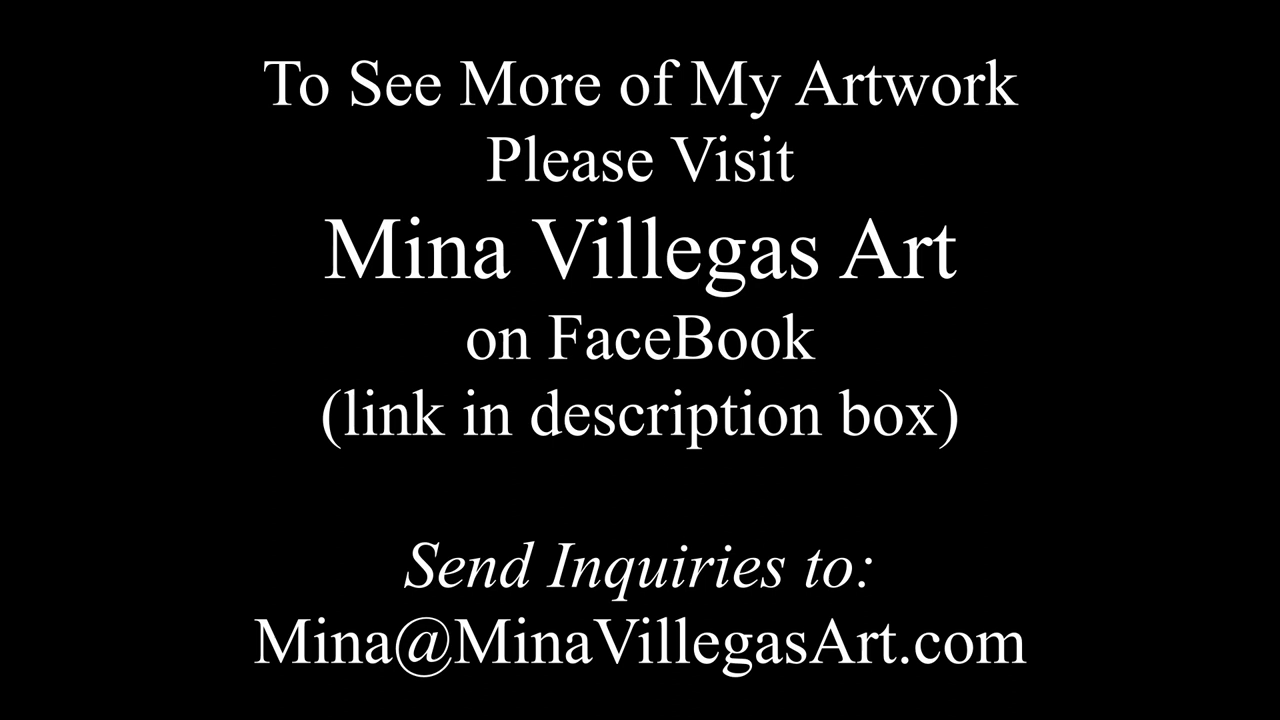 To See More of My Artwork
Please Visit
Mina Villegas Art
on FaceBook
(link in description box)
Send Inquiries to:
Mina@MinaVillegasArt.com